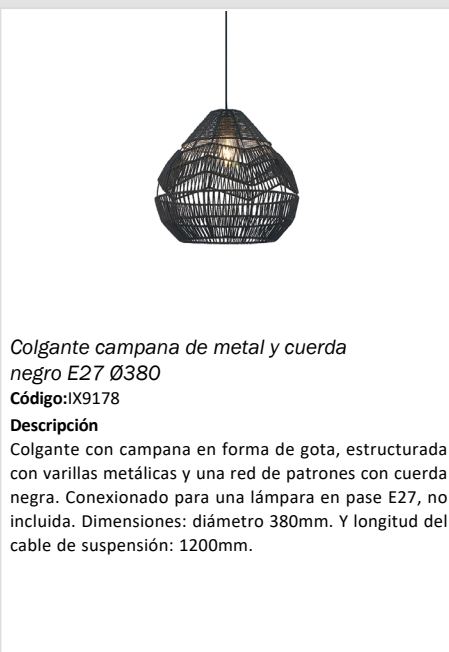 Colgante campana de metal y cuerda
negro E27 Ø380
Código:IX9178
Descripción
Colgante con campana en forma de gota, estructurada
con varillas metálicas y una red de patrones con cuerda
negra. Conexionado para una lámpara en pase E27, no
incluida. Dimensiones: diámetro 380mm. Y longitud del
cable de suspensión: 1200mm.